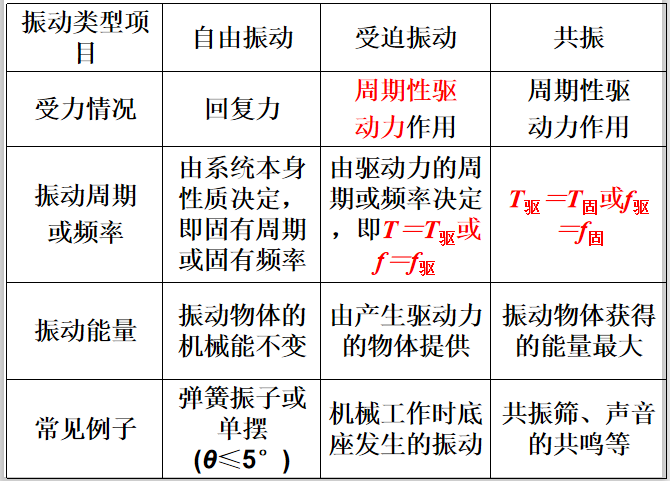 振动类型项
目
自由振动
受迫振动
共振
受力情况
回复力
周期性驱
动力作用
周期性驱
动力作用
振动周期
或频率
由系统本身
性质决定，
即固有周期
或固有频率
由驱动力的周
期或频率决定
，即T＝T驱或
f＝f驱
T驱＝T固或f驱
＝f固
振动能量
振动物体的
机械能不变
由产生驱动力
的物体提供
振动物体获得
的能量最大
常见例子
弹簧振子或
单摆
(θ≤5°)
机械工作时底
座发生的振动
共振筛、声音
的共鸣等